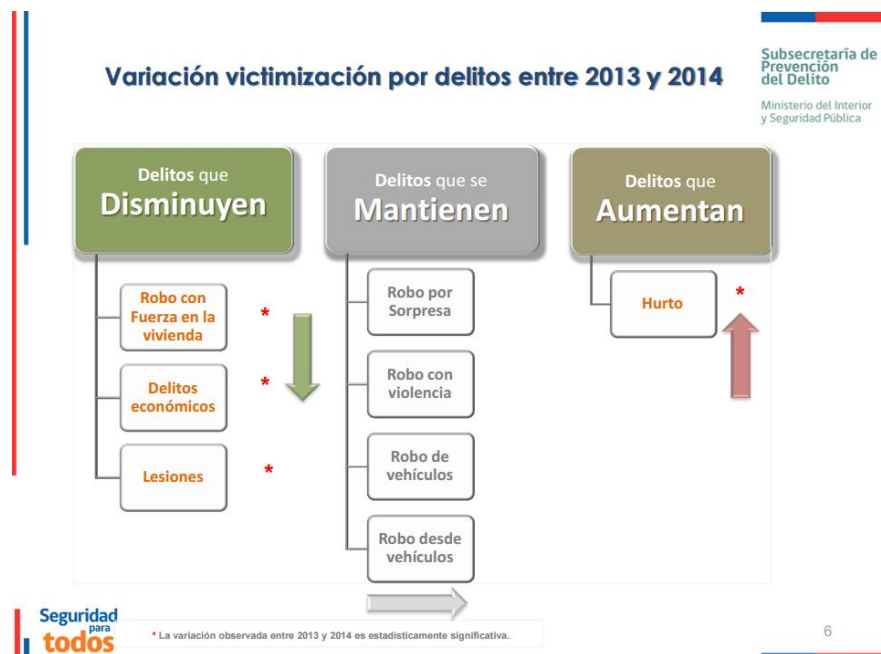 Variación victimización por delitos entre 2013 y 2014
Subsecretaría de
Prevención
del Delito
Ministerio del Interior
y Seguridad Pública
Delitos que
Disminuyen
Robo con
Fuerza en la
vivienda
*
Delitos
económicos
*
Lesiones
*
Delitos que se
Mantienen
Robo por
Sorpresa
Robo con
violencia
Robo de
vehículos
Robo desde
vehículos
Delitos que
Aumentan
Hurto
*
Seguridad
para
todos
* La variación observada entre 2013 y 2014 es estadísticamente significativa.
6